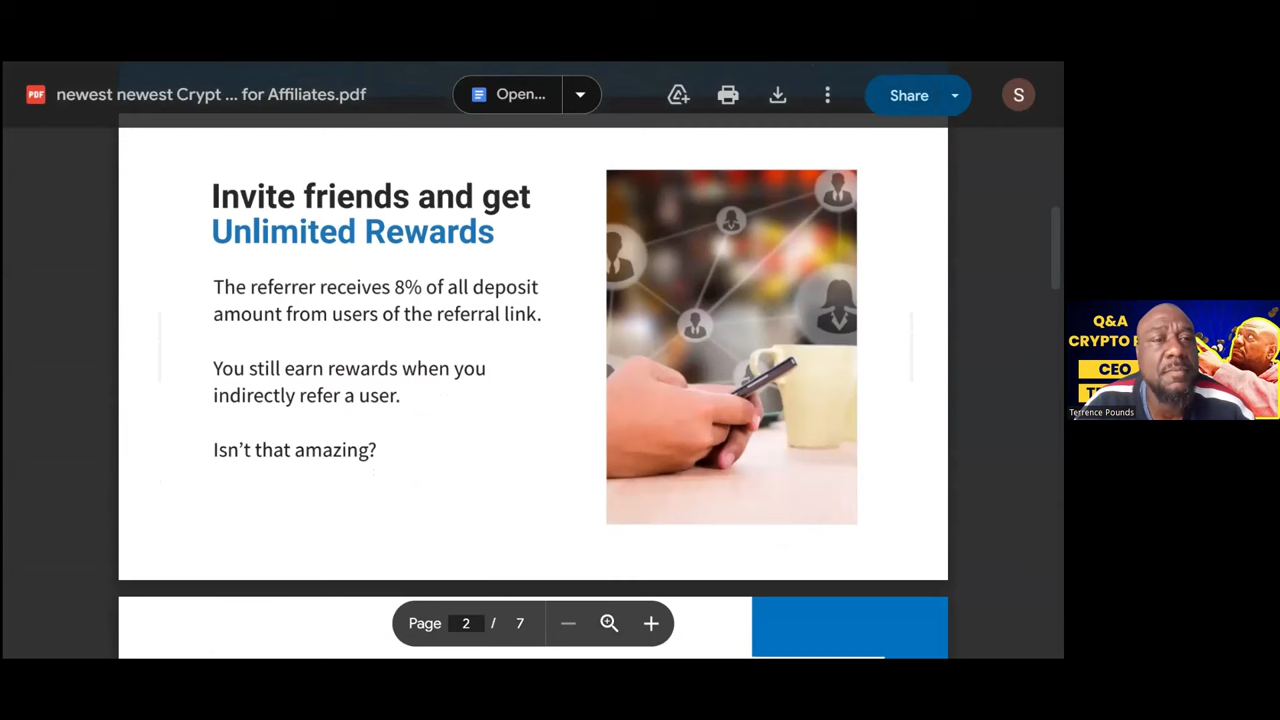 PDF
newest newest Crypt ... for Affiliates.pdf
Open...
Share
S
Invite friends and get
Unlimited Rewards
The referrer receives 8% of all deposit
amount from users of the referral link.
You still earn rewards when you
indirectly refer a user.
Isn't that amazing?
Page 2 / 7
Q&A
CRYPTO
CEO
Terrence Pounds